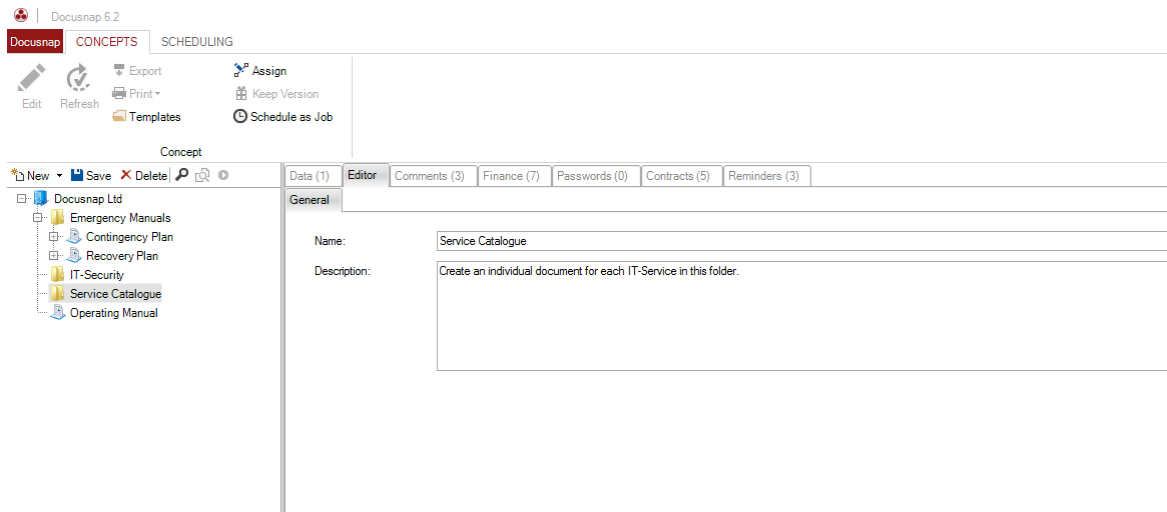 Docusnap 6.2
Docusnap CONCEPTS SCHEDULING
Edit
Refresh
Export
Print
Templates
Assign
Keep Version
Schedule as Job
Concept
New Save Delete
Docusnap Ltd
Emergency Manuals
Contingency Plan
Recovery Plan
IT-Security
Service Catalogue
Operating Manual
Data (1) Editor Comments (3) Finance (7) Passwords (0) Contracts (5) Reminders (3)
General
Name: Service Catalogue
Description: Create an individual document for each IT-Service in this folder.